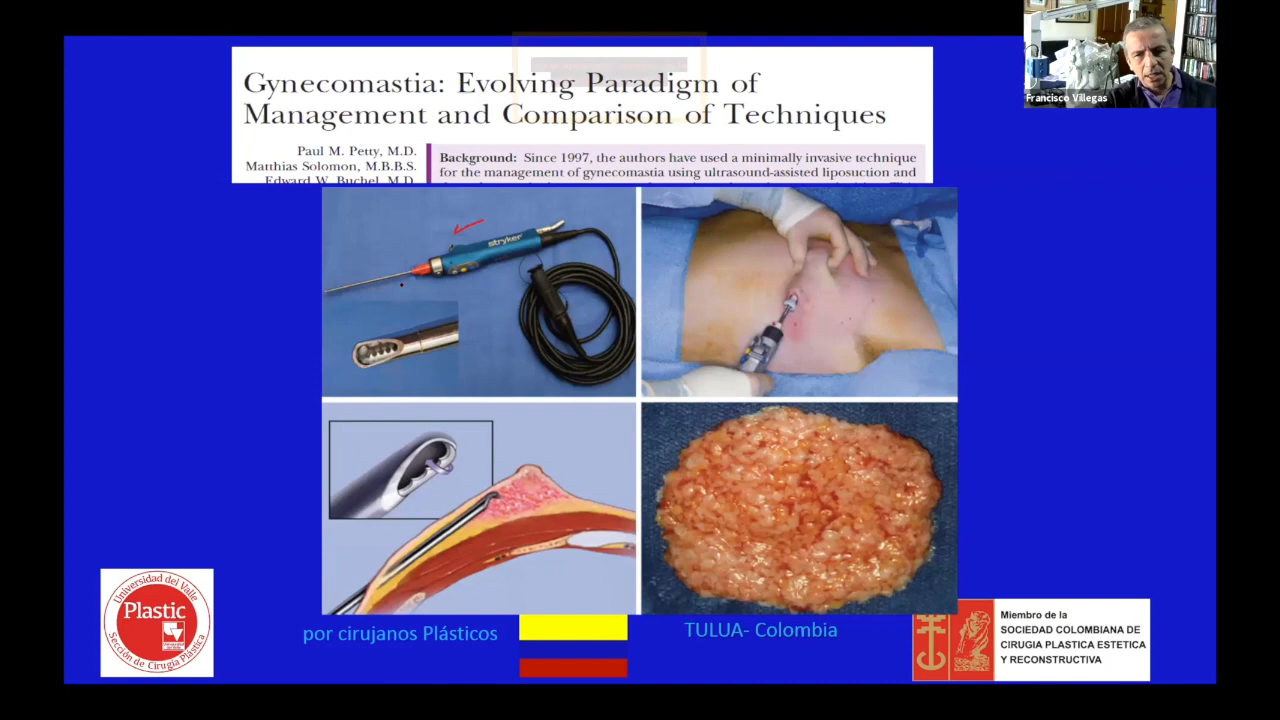 Gynecomastia: Evolving Paradigm of
Management and Comparison of Techniques
Paul M. Petty, M.D.
Matthias Solomon, M.B.B.S.
Edward W. Buchel, M.D.
Background: Since 1997, the authors have used a minimally invasive technique
for the management of gynecomastia using ultrasound-assisted liposuction and
Francisco Villegas
stryker
Universidad del Valle
Plastic
Sección de Cirugía Plástica
por cirujanos Plásticos
TULUA- Colombia
Miembro de la
SOCIEDAD COLOMBIANA DE
CIRUGIA PLASTICA ESTETICA
Y RECONSTRUCTIVA